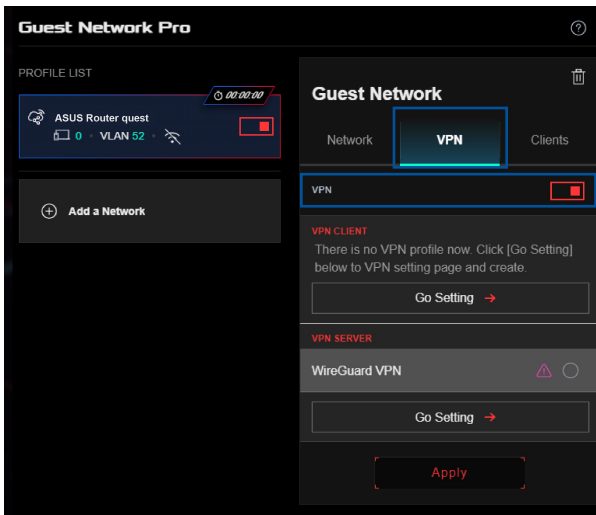 Guest Network Pro
PROFILE LIST
00:00:00
ASUS Router quest
0 · VLAN 52 ·
Add a Network
Guest Network
Network
VPN
Clients
VPN
VPN CLIENT
There is no VPN profile now. Click [Go Setting]
below to VPN setting page and create.
Go Setting
VPN SERVER
WireGuard VPN
Go Setting
Apply